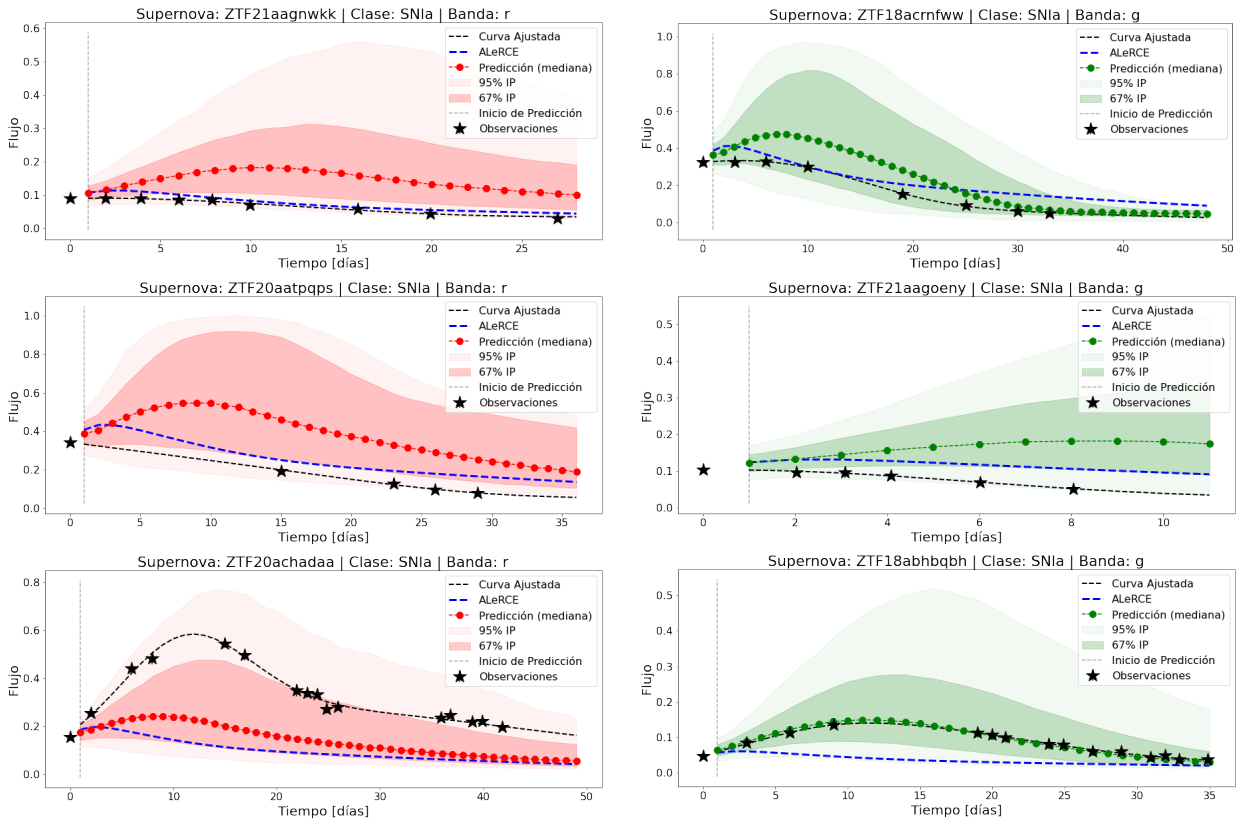 Supernova: ZTF21aagnwkk | Clase: SNIa | Banda: r
0.6
0.5
0.4
0.3
0.2
0.1
0.0
Flujo
Curva Ajustada
ALeRCE
Predicción (mediana)
95% IP
67% IP
Inicio de Predicción
Observaciones
0 5 10 15 20 25
Tiempo [días]
Supernova: ZTF18acrnfww | Clase: SNIa | Banda: g
1.0
0.8
0.6
0.4
0.2
0.0
Flujo
Curva Ajustada
ALeRCE
Predicción (mediana)
95% IP
67% IP
Inicio de Predicción
Observaciones
0 10 20 30 40 50
Tiempo [días]
Supernova: ZTF20aatpqps | Clase: SNIa | Banda: r
1.0
0.8
0.6
0.4
0.2
0.0
Flujo
Curva Ajustada
ALeRCE
Predicción (mediana)
95% IP
67% IP
Inicio de Predicción
Observaciones
0 5 10 15 20 25 30 35
Tiempo [días]
Supernova: ZTF21aagoeny | Clase: SNIa | Banda: g
0.5
0.4
0.3
0.2
0.1
0.0
Flujo
Curva Ajustada
ALeRCE
Predicción (mediana)
95% IP
67% IP
Inicio de Predicción
Observaciones
0 2 4 6 8 10
Tiempo [días]
Supernova: ZTF20achadaa | Clase: SNIa | Banda: r
0.8
0.6
0.4
0.2
0.0
Flujo
Curva Ajustada
ALeRCE
Predicción (mediana)
95% IP
67% IP
Inicio de Predicción
Observaciones
0 10 20 30 40 50
Tiempo [días]
Supernova: ZTF18abhbqbh | Clase: SNIa | Banda: g
0.5
0.4
0.3
0.2
0.1
0.0
Flujo
Curva Ajustada
ALeRCE
Predicción (mediana)
95% IP
67% IP
Inicio de Predicción
Observaciones
0 5 10 15 20 25 30 35
Tiempo [días]